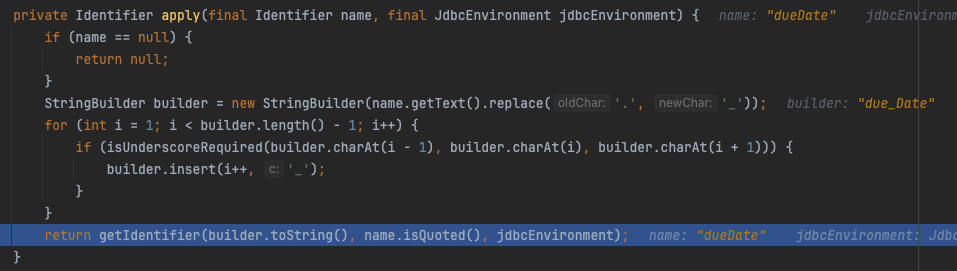 private Identifier apply(final Identifier name, final JdbcEnvironment jdbcEnvironment) {   name: "dueDate"    jdbcEnvironm
    if (name == null) {
        return null;
    }
    StringBuilder builder = new StringBuilder(name.getText().replace( oldChar: '.', newChar: '_'));   builder: "due_Date"
    for (int i = 1; i < builder.length() - 1; i++) {
        if (isUnderscoreRequired(builder.charAt(i - 1), builder.charAt(i), builder.charAt(i + 1))) {
            builder.insert(i++, c: '_');
        }
    }
    return getIdentifier(builder.toString(), name.isQuoted(), jdbcEnvironment);   name: "dueDate"    jdbcEnvironment: Jdb
}